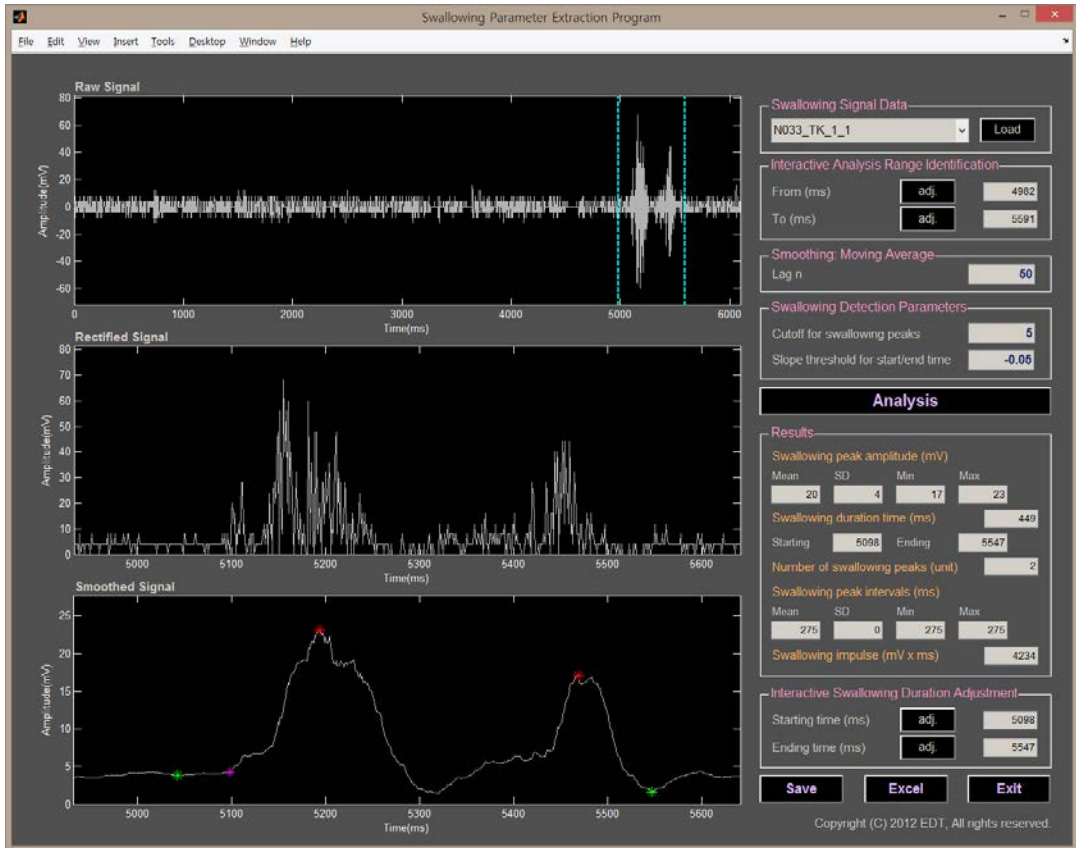 Swallowing Parameter Extraction Program
File Edit View Insert Tools Desktop Window Help
Raw Signal
80
60
40
20
0
-20
-40
-60
Amplitude(mV)
0 1000 2000 3000 4000 5000 6000
Time(ms)
Rectified Signal
80
70
60
50
40
30
20
10
0
Amplitude(mV)
5000 5100 5200 5300 5400 5500 5600
Time(ms)
Smoothed Signal
25
20
15
10
5
0
Amplitude(mV)
5000 5100 5200 5300 5400 5500 5600
Time(ms)
Swallowing Signal Data
N033_TK_1_1 Load
Interactive Analysis Range Identification
From (ms) adj. 4982
To (ms) adj. 5591
Smoothing: Moving Average
Lag n 50
Swallowing Detection Parameters
Cutoff for swallowing peaks 5
Slope threshold for start/end time -0.05
Analysis
Results
Swallowing peak amplitude (mV)
Mean SD Min Max
20 4 17 23
Swallowing duration time (ms) 449
Starting 5098 Ending 5547
Number of swallowing peaks (unit) 2
Swallowing peak intervals (ms)
Mean SD Min Max
275 0 275 275
Swallowing impulse (mV x ms) 4234
Interactive Swallowing Duration Adjustment
Starting time (ms) adj. 5098
Ending time (ms) adj. 5547
Save Excel Exit
Copyright (C) 2012 EDT, All rights reserved.